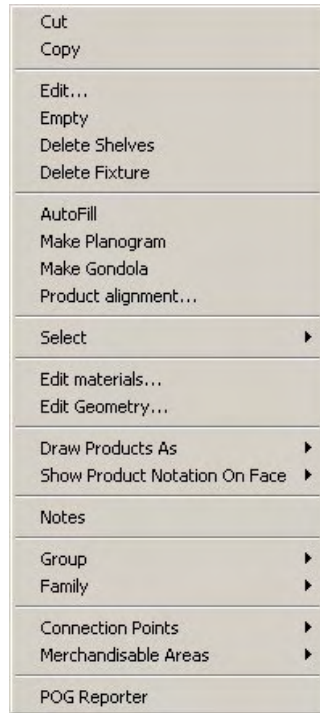 Cut
Copy
Edit...
Empty
Delete Shelves
Delete Fixture
AutoFill
Make Planogram
Make Gondola
Product alignment...
Select
Edit materials...
Edit Geometry...
Draw Products As
Show Product Notation On Face
Notes
Group
Family
Connection Points
Merchandisable Areas
POG Reporter